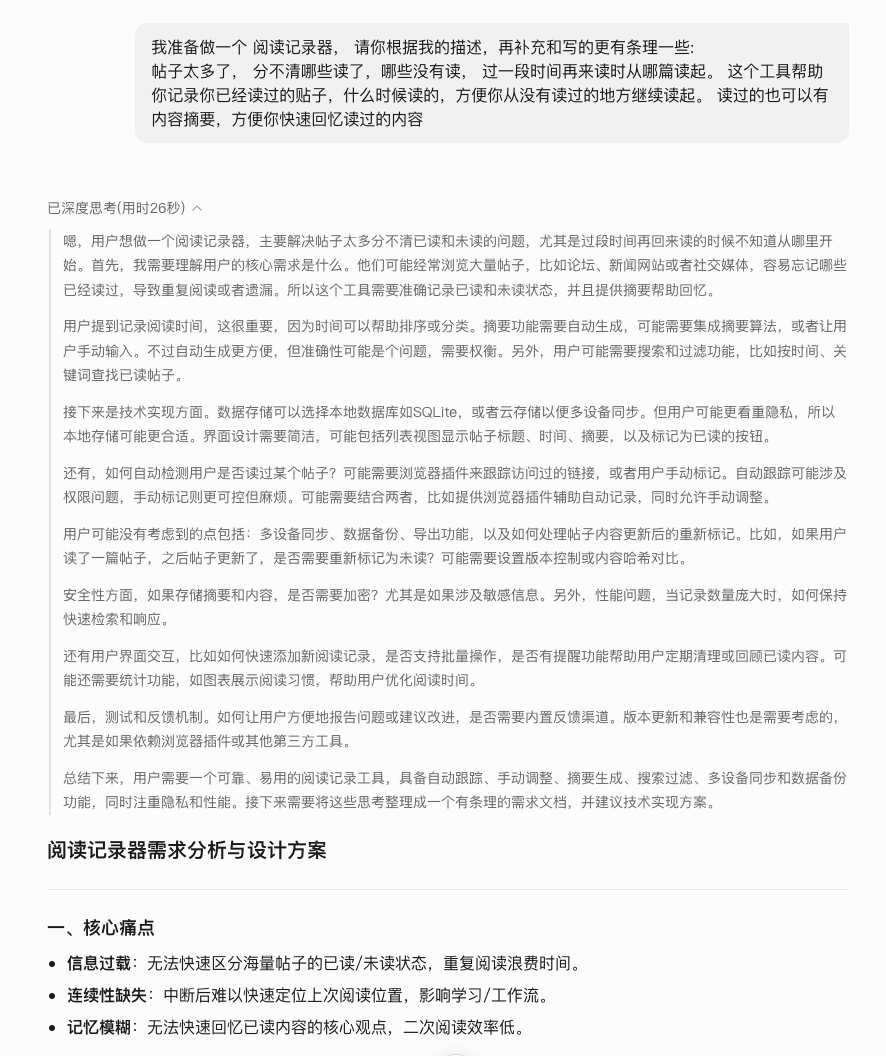 我准备做一个 阅读记录器， 请你根据我的描述，再补充和写的更有条理一些:
帖子太多了， 分不清哪些读了，哪些没有读， 过一段时间再来读时从哪篇读起。 这个工具帮助
你记录你已经读过的贴子，什么时候读的，方便你从没有读过的地方继续读起。 读过的也可以有
内容摘要，方便你快速回忆读过的内容
已深度思考(用时26秒)
嗯，用户想做一个阅读记录器，主要解决帖子太多分不清已读和未读的问题，尤其是过段时间再回来读的时候不知道从哪里开
始。首先，我需要理解用户的核心需求是什么。他们可能经常浏览大量帖子，比如论坛、新闻网站或者社交媒体，容易忘记哪些
已经读过，导致重复阅读或者遗漏。所以这个工具需要准确记录已读和未读状态，并且提供摘要帮助回忆。
用户提到记录阅读时间，这很重要，因为时间可以帮助排序或分类。摘要功能需要自动生成，可能需要集成摘要算法，或者让用
户手动输入。不过自动生成更方便，但准确性可能是个问题，需要权衡。另外，用户可能需要搜索和过滤功能，比如按时间、关
键词查找已读帖子。
接下来是技术实现方面。数据存储可以选择本地数据库如SQLite，或者云存储以便多设备同步。但用户可能更看重隐私，所以
本地存储可能更合适。界面设计需要简洁，可能包括列表视图显示帖子标题、时间、摘要，以及标记为已读的按钮。
还有，如何自动检测用户是否读过某个帖子？可能需要浏览器插件来跟踪访问过的链接，或者用户手动标记。自动跟踪可能涉及
权限问题，手动标记则更可控但麻烦。可能需要结合两者，比如提供浏览器插件辅助自动记录，同时允许手动调整。
用户可能没有考虑到的点包括：多设备同步、数据备份、导出功能，以及如何处理帖子内容更新后的重新标记。比如，如果用户
读了一篇帖子，之后帖子更新了，是否需要重新标记为未读？可能需要设置版本控制或内容哈希对比。
安全性方面，如果存储摘要和内容，是否需要加密？尤其是如果涉及敏感信息。另外，性能问题，当记录数量庞大时，如何保持
快速检索和响应。
还有用户界面交互，比如如何快速添加新阅读记录，是否支持批量操作，是否有提醒功能帮助用户定期清理或回顾已读内容。可
能还需要统计功能，如图表展示阅读习惯，帮助用户优化阅读时间。
最后，测试和反馈机制。如何让用户方便地报告问题或建议改进，是否需要内置反馈渠道。版本更新和兼容性也是需要考虑的，
尤其是如果依赖浏览器插件或其他第三方工具。
总结下来，用户需要一个可靠、易用的阅读记录工具，具备自动跟踪、手动调整、摘要生成、搜索过滤、多设备同步和数据备份
功能，同时注重隐私和性能。接下来需要将这些思考整理成一个有条理的需求文档，并建议技术实现方案。
阅读记录器需求分析与设计方案
一、核心痛点
• 信息过载：无法快速区分海量帖子的已读/未读状态，重复阅读浪费时间。
• 连续性缺失：中断后难以快速定位上次阅读位置，影响学习/工作流。
• 记忆模糊：无法快速回忆已读内容的核心观点，二次阅读效率低。